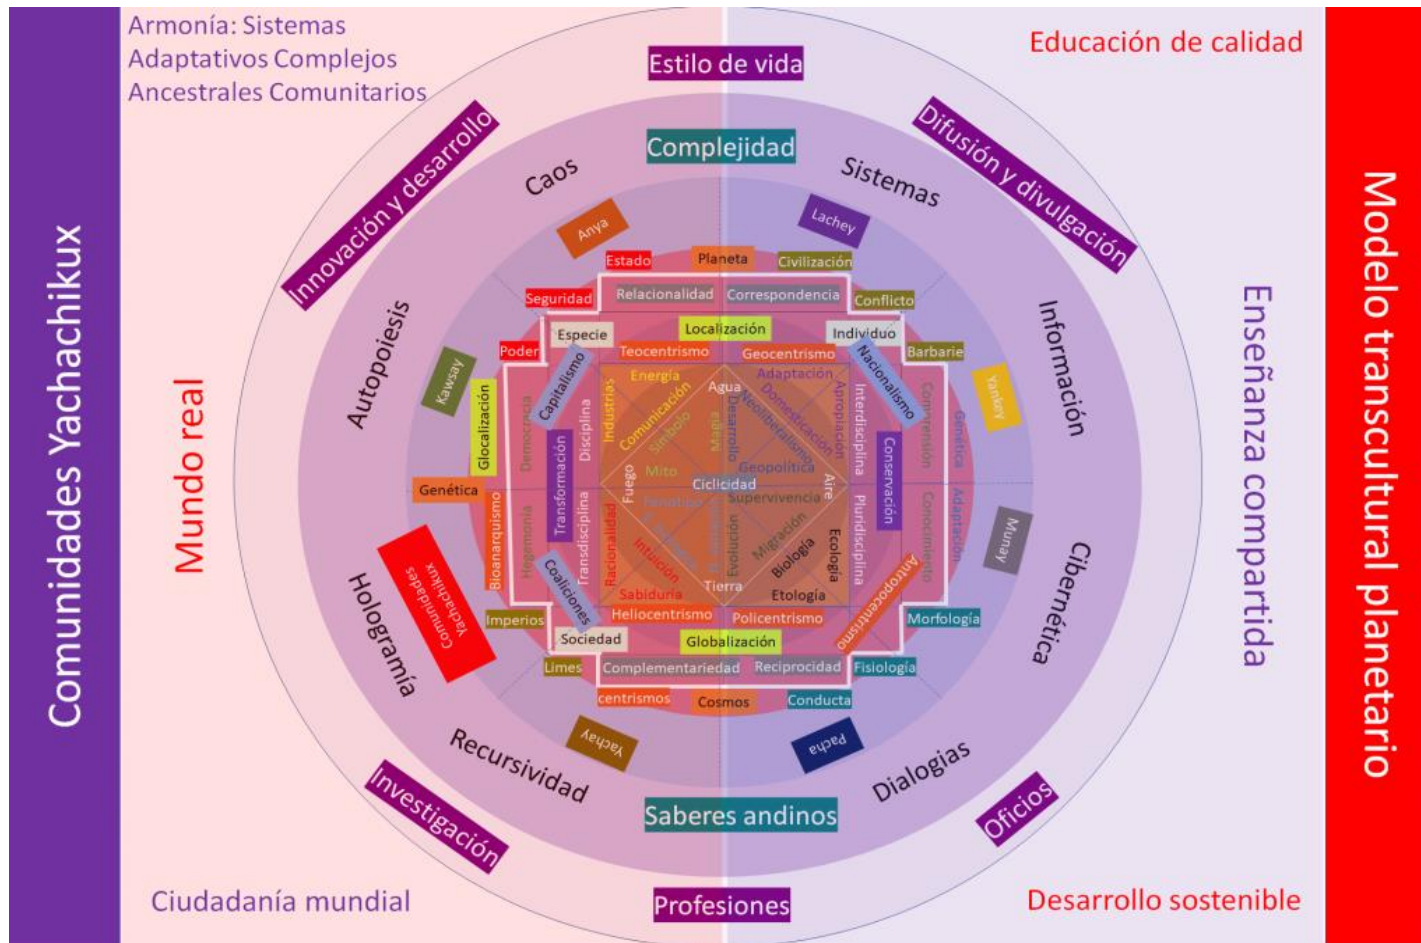 Armonía: Sistemas
Adaptativos Complejos
Ancestrales Comunitarios
Estilo de vida
Educación de calidad
Innovación y desarrollo
Difusión y divulgación
Complejidad
Caos
Sistemas
Anya
Lachey
Estado
Planeta
Civilización
Seguridad
Relacionalidad
Correspondencia
Conflicto
Autopoiesis
Información
Especie
Localización
Individuo
Poder
Teocentrismo
Geocentrismo
Barbarie
Kawsay
Capitalismo
Nacionalismo
Yankey
Energía
Agua
Adaptación
Domesticación
Neoliberalismo
Apropiación
Industrias
Comunicación
Símbolo
Magia
Desarrollo
Glocalización
Democracia
Disciplina
Interdisciplina
Comprensión
Genética
Mito
Geopolítica
Transformación
Conservación
Fuego
Ciclicidad
Aire
Genética
Supervivencia
Bioanarquismo
Hegemonía
Transdisciplina
Racionalidad
Intuición
Sabiduría
Evolución
Migración
Biología
Ecología
Etología
Pluridisciplina
Conocimiento
Adaptación
Munay
Tierra
Coaliciones
Antropocentrismo
Heliocentrismo
Policentrismo
Imperios
Morfología
Sociedad
Globalización
Limes
Complementariedad
Reciprocidad
Fisiología
centrismos
Cosmos
Conducta
Comunidades
Yachachikux
Holograma
Cibernética
Yachay
Pacha
Recursividad
Dialogias
Saberes andinos
Investigación
Oficios
Profesiones
Ciudadanía mundial
Desarrollo sostenible
Mundo real
Enseñanza compartida
Comunidades Yachachikux
Modelo transcultural planetario